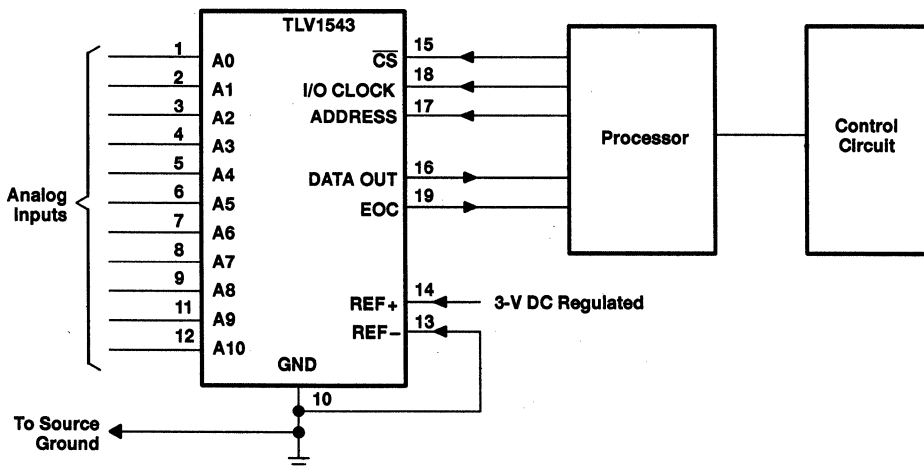 TLV1543
1 A0
2 A1
3 A2
4 A3
5 A4
6 A5
7 A6
8 A7
9 A8
11 A9
12 A10
Analog
Inputs
CS 15
I/O CLOCK 18
ADDRESS 17
DATA OUT 16
EOC 19
REF+ 14
3-V DC Regulated
REF− 13
GND
10
To Source
Ground
Processor
Control
Circuit